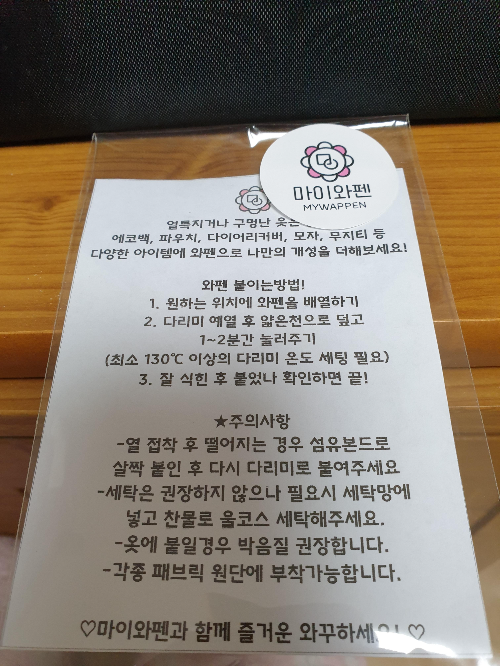 마이와펜
MYWAPPEN
얼룩지거나 구멍난 옷은
에코백, 파우치, 다이어리커버, 모자, 무지티 등
다양한 아이템에 와펜으로 나만의 개성을 더해보세요!
와펜 붙이는방법!
1. 원하는 위치에 와펜을 배열하기
2. 다리미 예열 후 얇은천으로 덮고
1~2분간 눌러주기
(최소 130℃ 이상의 다리미 온도 세팅 필요)
3. 잘 식힌 후 붙었나 확인하면 끝!
★주의사항
-열 접착 후 떨어지는 경우 섬유본드로
살짝 붙인 후 다시 다리미로 붙여주세요
-세탁은 권장하지 않으나 필요시 세탁망에
넣고 찬물로 울코스 세탁해주세요.
-옷에 붙일경우 박음질 권장합니다.
-각종 패브릭 원단에 부착가능합니다.
♡마이와펜과 함께 즐거운 와꾸하세요! ♡